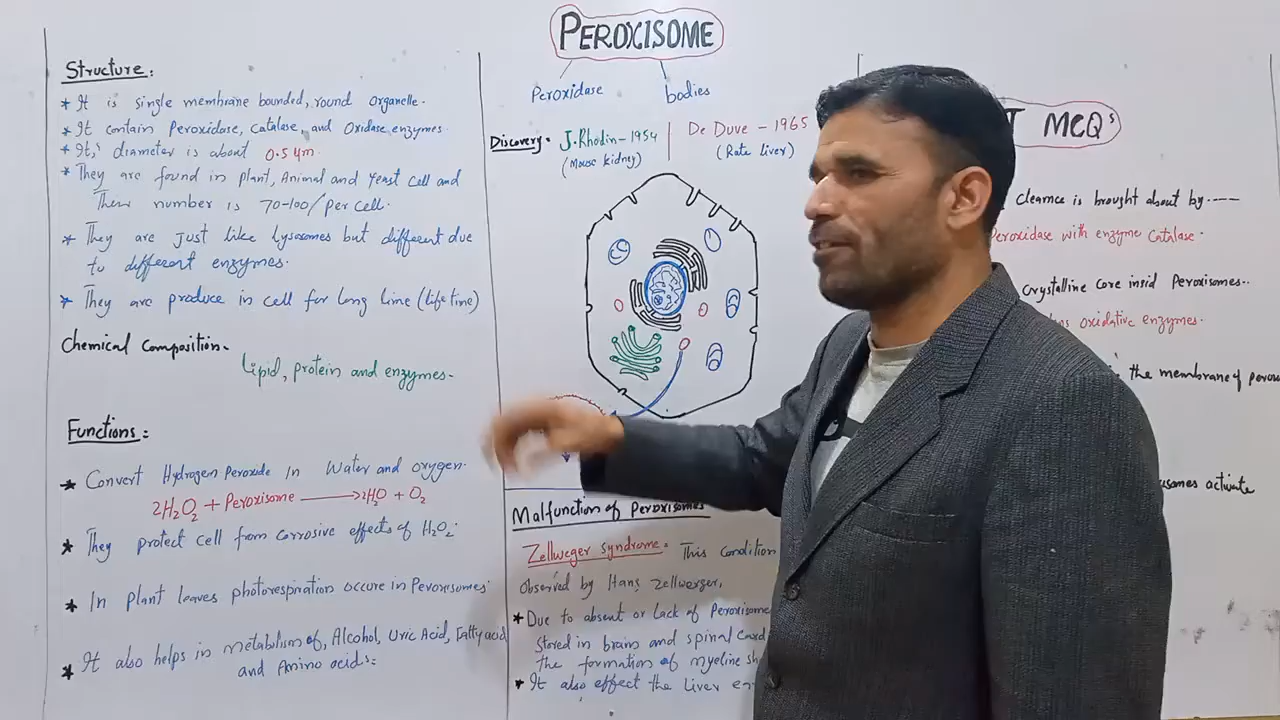 PEROXISOME
Peroxidase bodies
Structure:
* It is single membrane bounded, round organelle.
* It contain Peroxidase, Catalase, and Oxidase enzymes.
* It,s diameter is about 0.5 µm.
* They are found in plant, Animal and yeast cell and
Their number is 70-100/Per cell.
* They are Just like Lysosomes but different due
to different enzymes.
* They are produce in cell for long time (life time)
Chemical Composition.
Lipid, protein and enzymes.
Functions:
* Convert Hydrogen Peroxide in Water and oxygen.
2H₂O₂ + Peroxisome → 2H₂O + O₂
* They protect cell from corrosive effects of H₂O₂.
* In plant leaves photorespiration occure in Peroxisomes
* It also helps in metabolism of, Alcohol, Uric Acid, Fatty acid
and Amino acids:
Discovery: J. Rhodin-1954 De Duve - 1965
(Mouse kidney) (Rate liver)
Malfunction of Peroxisomes
Zellweger syndrome: This condition
observed by Hans Zellwerger,
* Due to absent or lack of Peroxisome
stored in brain and spinal
the formation of myeline
* It also effect the Liver
MCQs
clearnce is brought about by----
Peroxidase with enzyme Catalase.
crystalline core insid Peroxisomes..
oxidative enzymes.
the membrane of
activate